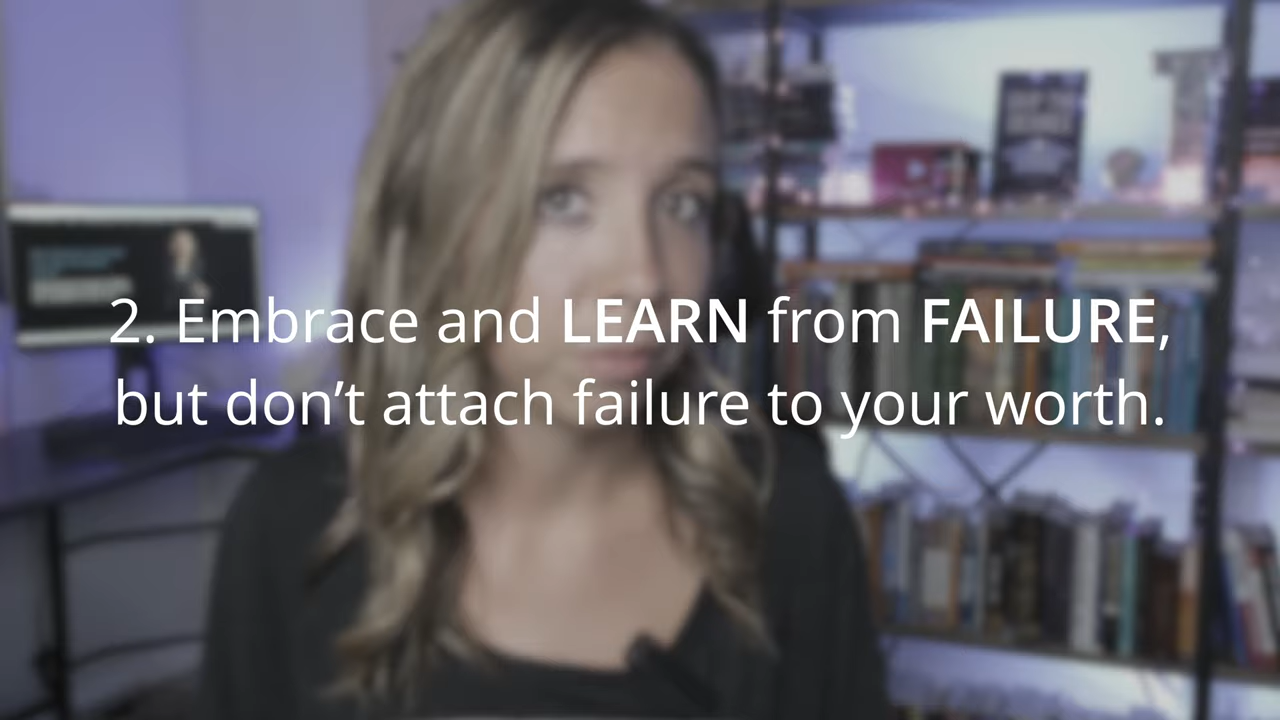 2. Embrace and LEARN from FAILURE,
but don’t attach failure to your worth.